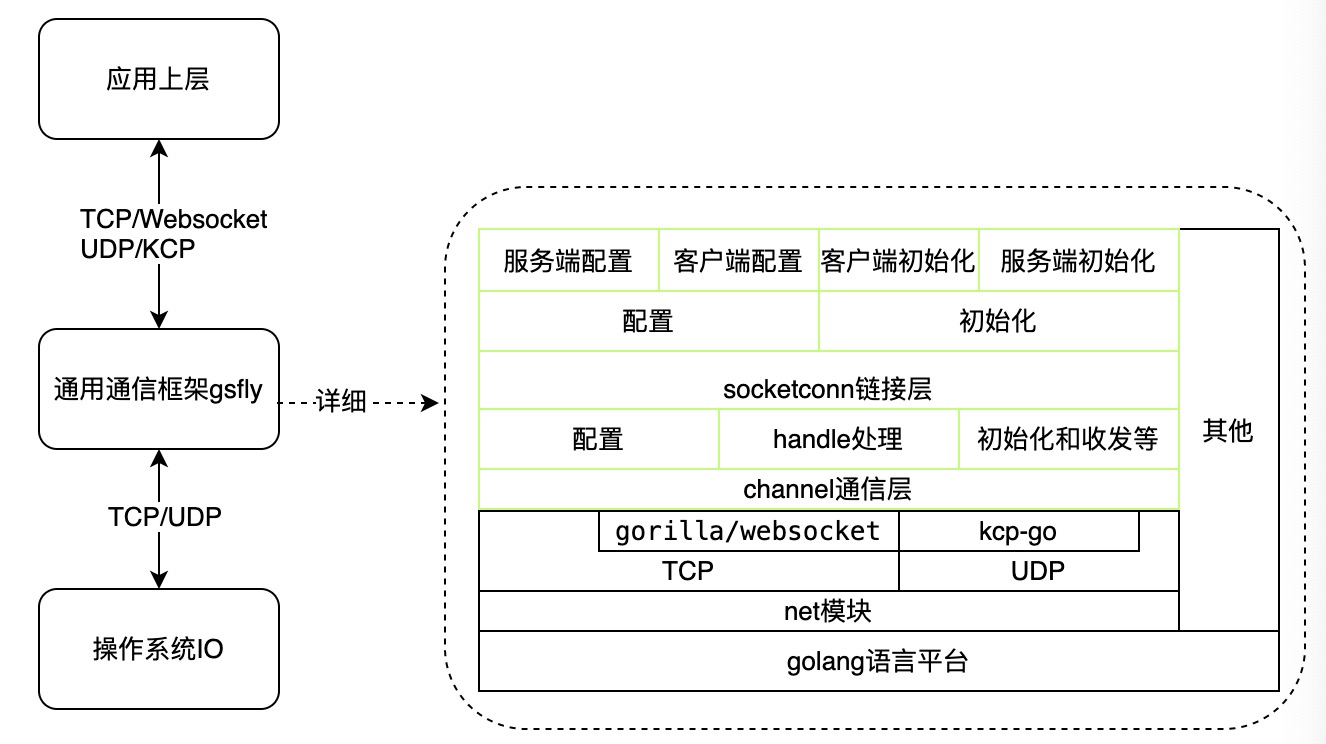 应用上层
TCP/Websocket
UDP/KCP
通用通信框架gsfly
详细
TCP/UDP
操作系统IO
服务端配置
客户端配置
客户端初始化
服务端初始化
配置
初始化
socketconn链接层
配置
handle处理
初始化和收发等
channel通信层
gorilla/websocket
kcp-go
TCP
UDP
net模块
其他
golang语言平台